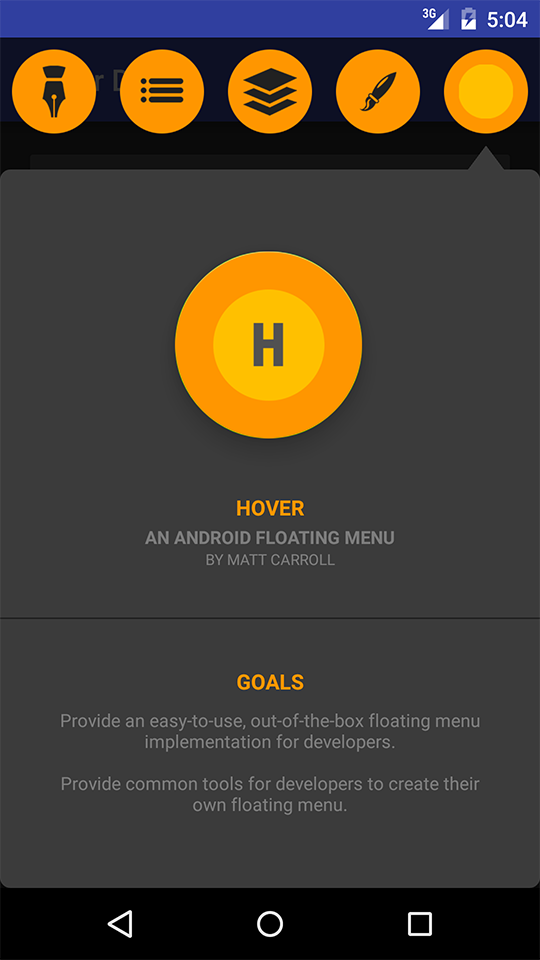 3G 5:04
r D
H
HOVER
AN ANDROID FLOATING MENU
BY MATT CARROLL
GOALS
Provide an easy-to-use, out-of-the-box floating menu
implementation for developers.
Provide common tools for developers to create their
own floating menu.